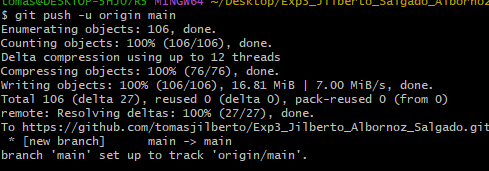 tomas@DESKTOP-5HJO7R5 MINGW64 ~/Desktop/Exp3_Jilberto_Salgado_Albornoz
$ git push -u origin main
Enumerating objects: 106, done.
Counting objects: 100% (106/106), done.
Delta compression using up to 12 threads
Compressing objects: 100% (76/76), done.
Writing objects: 100% (106/106), 16.81 MiB | 7.00 MiB/s, done.
Total 106 (delta 27), reused 0 (delta 0), pack-reused 0 (from 0)
remote: Resolving deltas: 100% (27/27), done.
To https://github.com/tomasjilberto/Exp3_Jilberto_Albornoz_Salgado.git
 * [new branch]      main -> main
branch 'main' set up to track 'origin/main'.